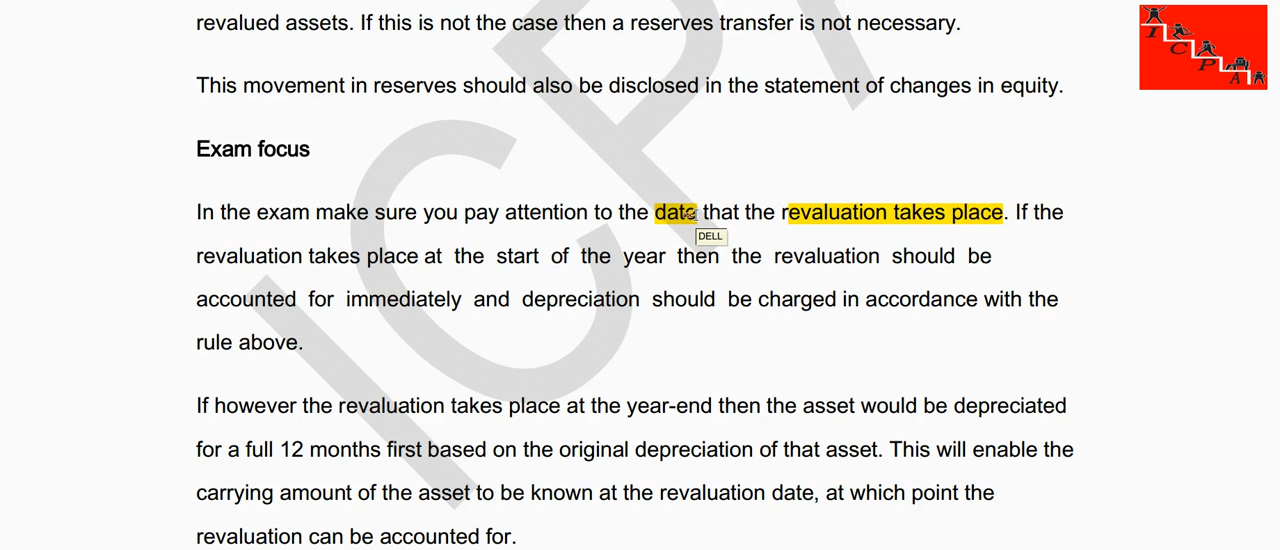 revalued assets. If this is not the case then a reserves transfer is not necessary.
This movement in reserves should also be disclosed in the statement of changes in equity.
Exam focus
In the exam make sure you pay attention to the date that the revaluation takes place. If the
DELL
revaluation takes place at the start of the year then the revaluation should be
accounted for immediately and depreciation should be charged in accordance with the
rule above.
If however the revaluation takes place at the year-end then the asset would be depreciated
for a full 12 months first based on the original depreciation of that asset. This will enable the
carrying amount of the asset to be known at the revaluation date, at which point the
revaluation can be accounted for.
ICPA
I C P A